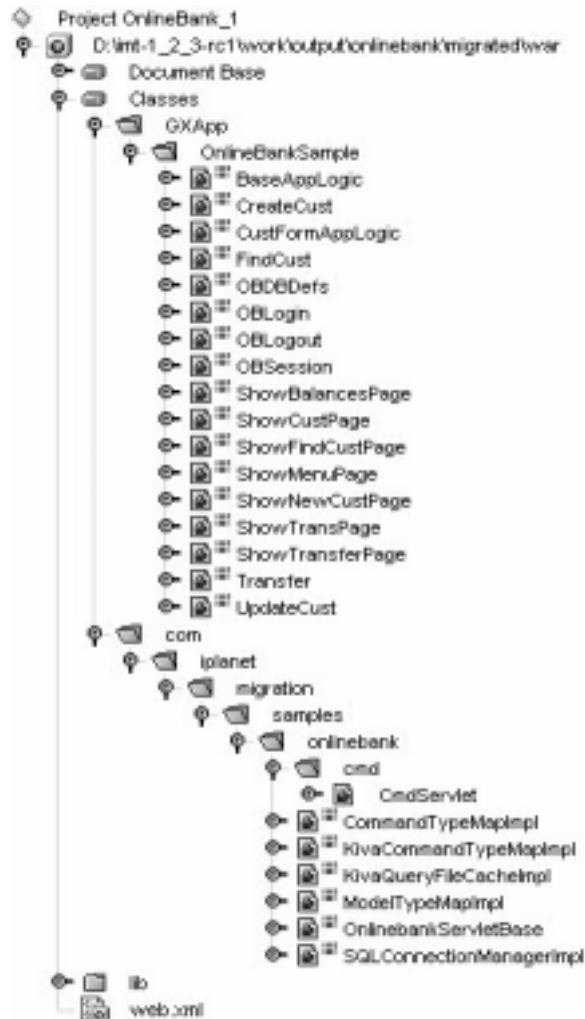 Project OnlineBank_1
D:\imt-1_2_3-rc1\work\output\onlinebank\migrated\war
Document Base
Classes
GXApp
OnlineBankSample
BaseAppLogic
CreateCust
CustFormAppLogic
FindCust
OBDBDefs
OBLogin
OBLogout
OBSession
ShowBalancesPage
ShowCustPage
ShowFindCustPage
ShowMenuPage
ShowNewCustPage
ShowTransPage
ShowTransferPage
Transfer
UpdateCust
com
iplanet
migration
samples
onlinebank
cmd
CmdServlet
CommandTypeMapImpl
KivaCommandTypeMapImpl
KivaQueryFileCacheImpl
ModelTypeMapImpl
OnlinebankServletBase
SQLConnectionManagerImpl
lib
web.xml